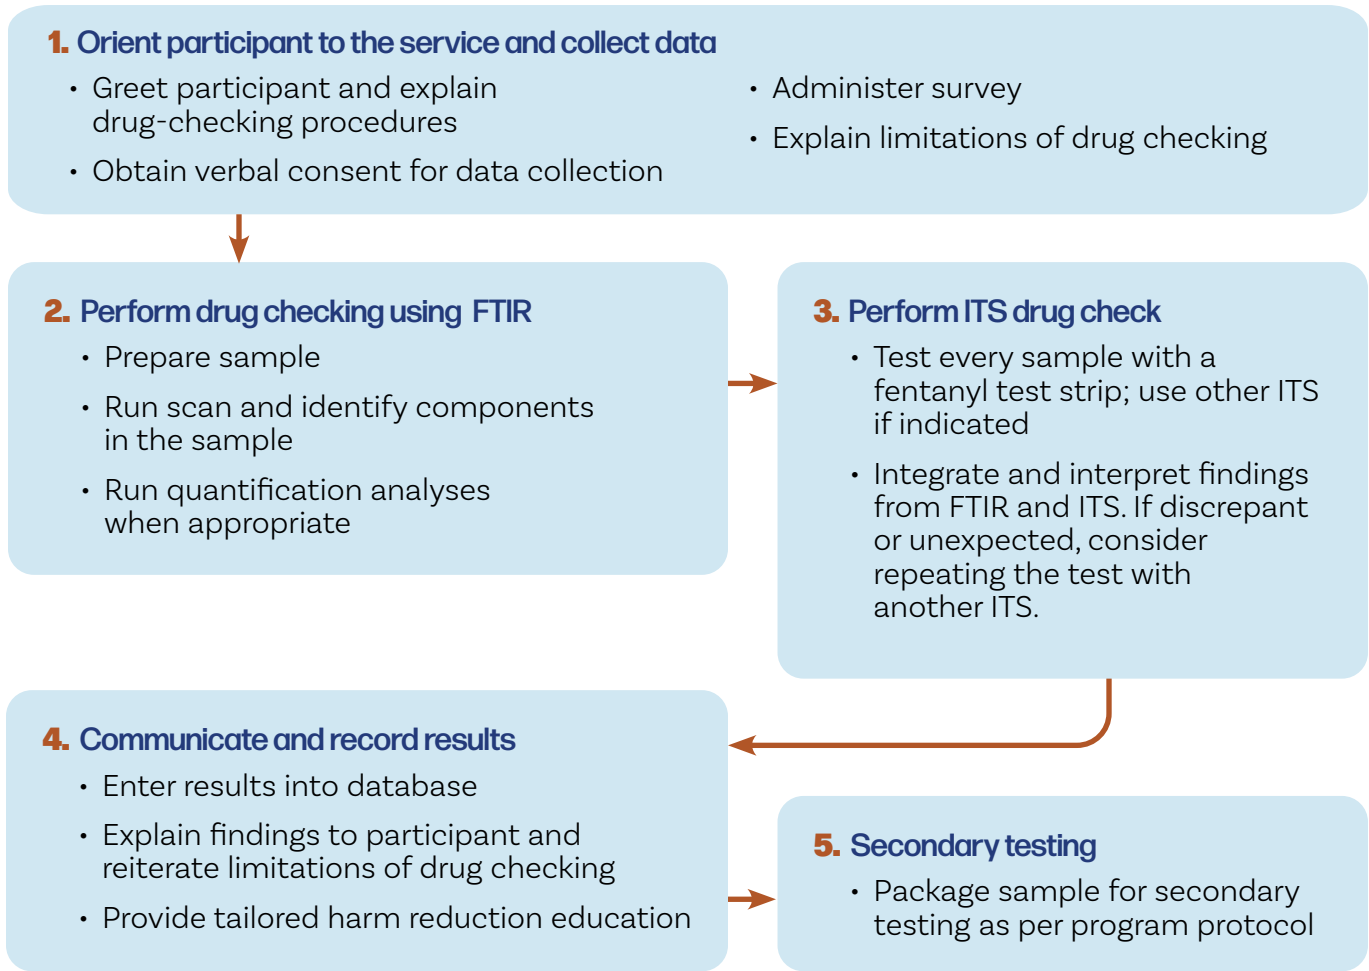 1. Orient participant to the service and collect data
• Greet participant and explain
drug-checking procedures
• Obtain verbal consent for data collection
• Administer survey
• Explain limitations of drug checking
2. Perform drug checking using FTIR
• Prepare sample
• Run scan and identify components
in the sample
• Run quantification analyses
when appropriate
3. Perform ITS drug check
• Test every sample with a
fentanyl test strip; use other ITS
if indicated
• Integrate and interpret findings
from FTIR and ITS. If discrepant
or unexpected, consider
repeating the test with
another ITS.
4. Communicate and record results
• Enter results into database
• Explain findings to participant and
reiterate limitations of drug checking
• Provide tailored harm reduction education
5. Secondary testing
• Package sample for secondary
testing as per program protocol